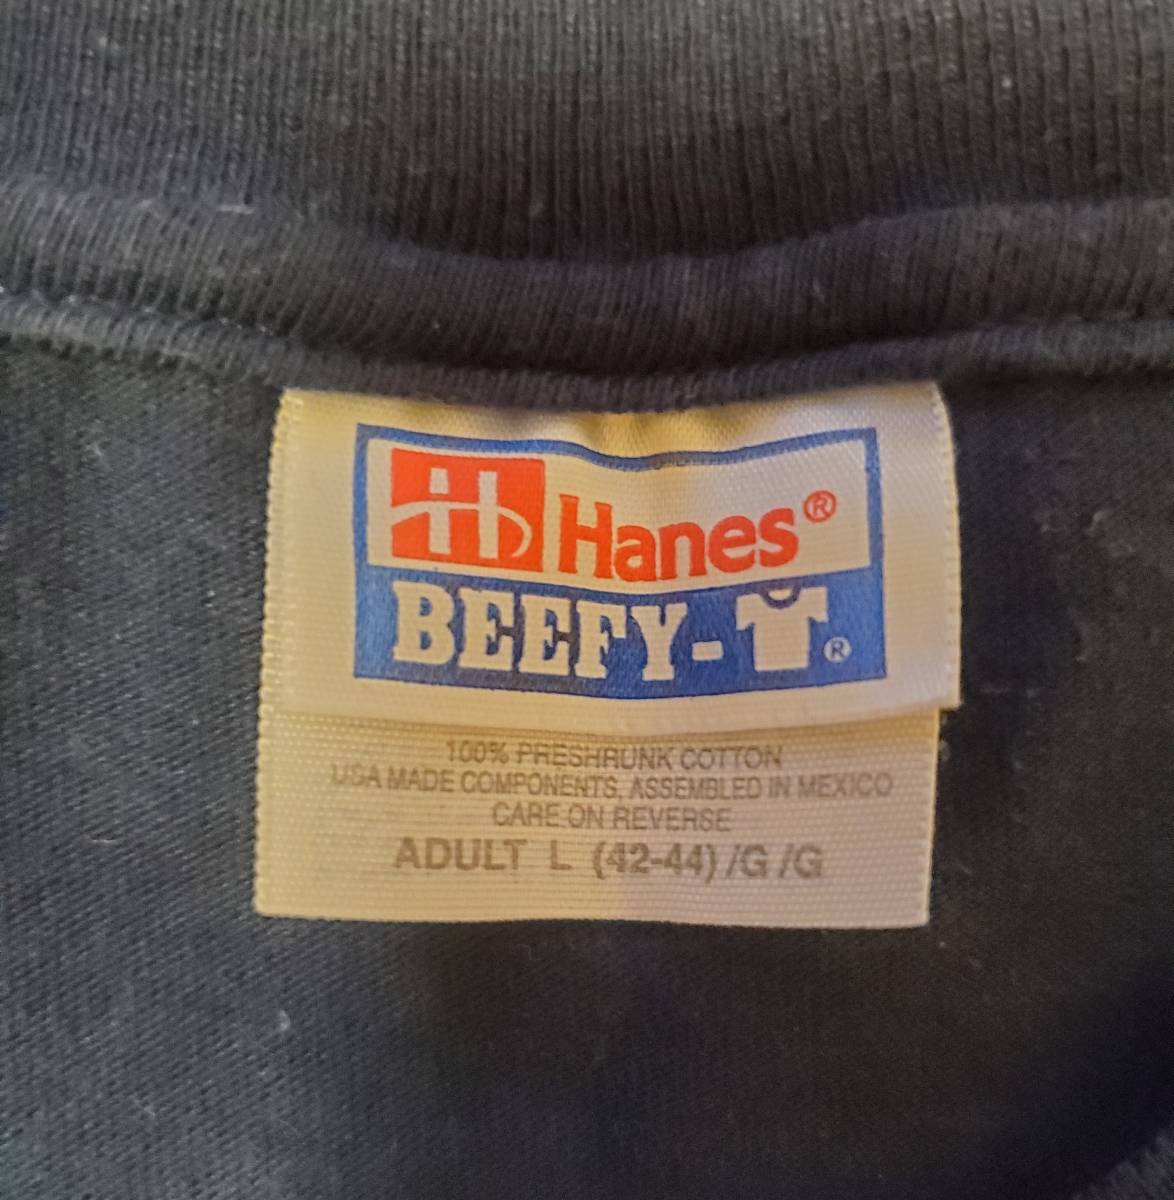 H Hanes®
BEEFY-T®
100% PRESHRUNK COTTON
USA MADE COMPONENTS, ASSEMBLED IN MEXICO
CARE ON REVERSE
ADULT L (42-44) /G /G